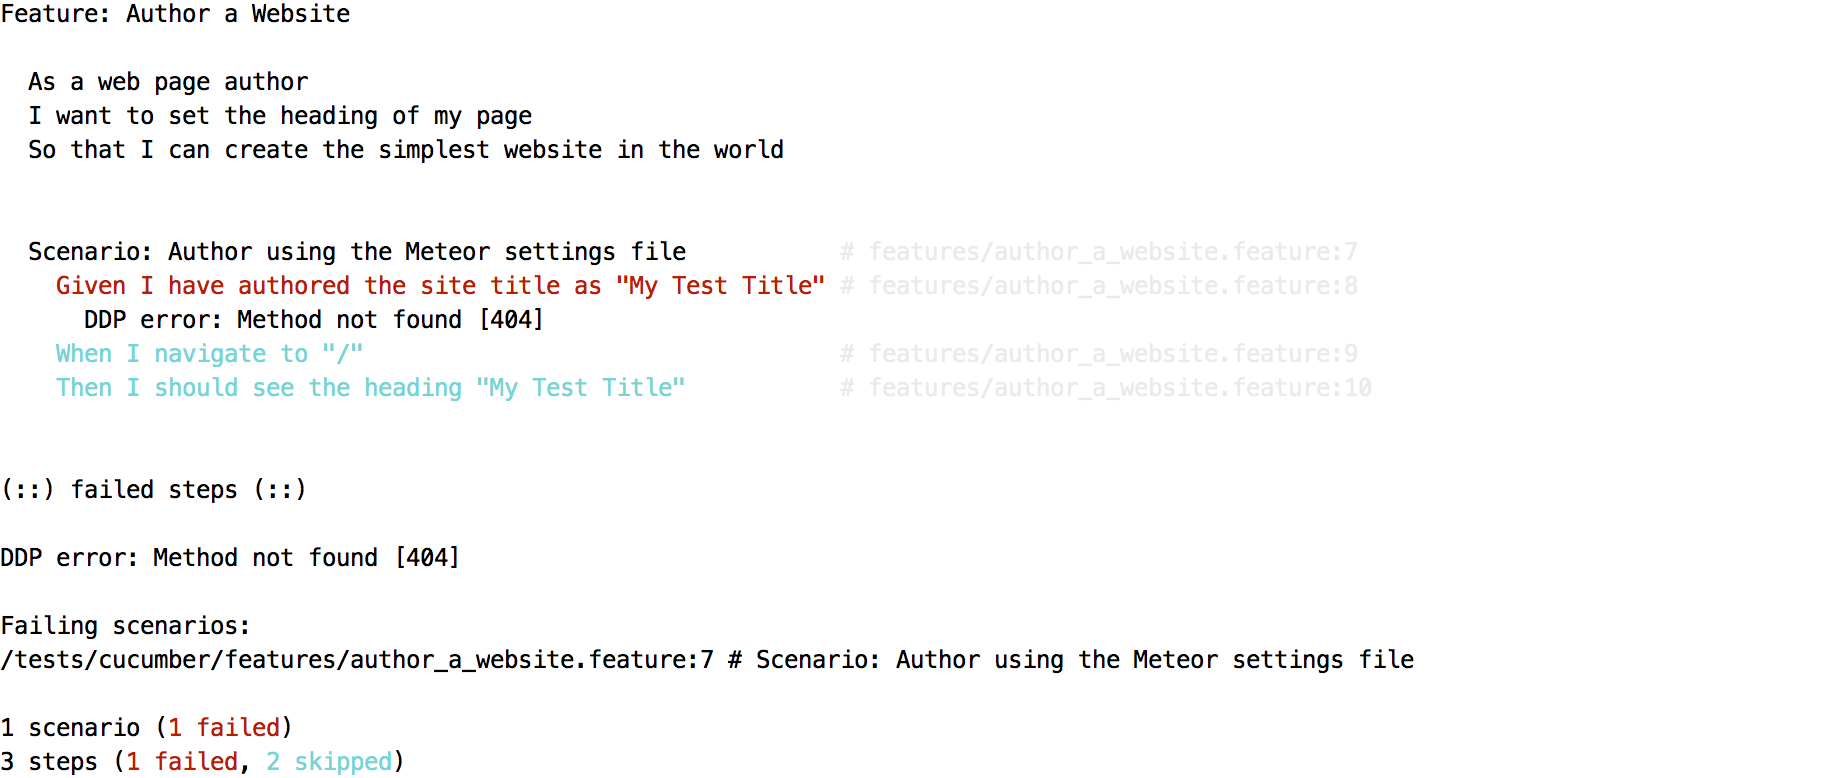 Feature: Author a Website
As a web page author
I want to set the heading of my page
So that I can create the simplest website in the world
Scenario: Author using the Meteor settings file # features/author_a_website.feature:7
Given I have authored the site title as "My Test Title" # features/author_a_website.feature:8
DDP error: Method not found [404]
When I navigate to "/" # features/author_a_website.feature:9
Then I should see the heading "My Test Title" # features/author_a_website.feature:10
(::) failed steps (::)
DDP error: Method not found [404]
Failing scenarios:
/tests/cucumber/features/author_a_website.feature:7 # Scenario: Author using the Meteor settings file
1 scenario (1 failed)
3 steps (1 failed, 2 skipped)